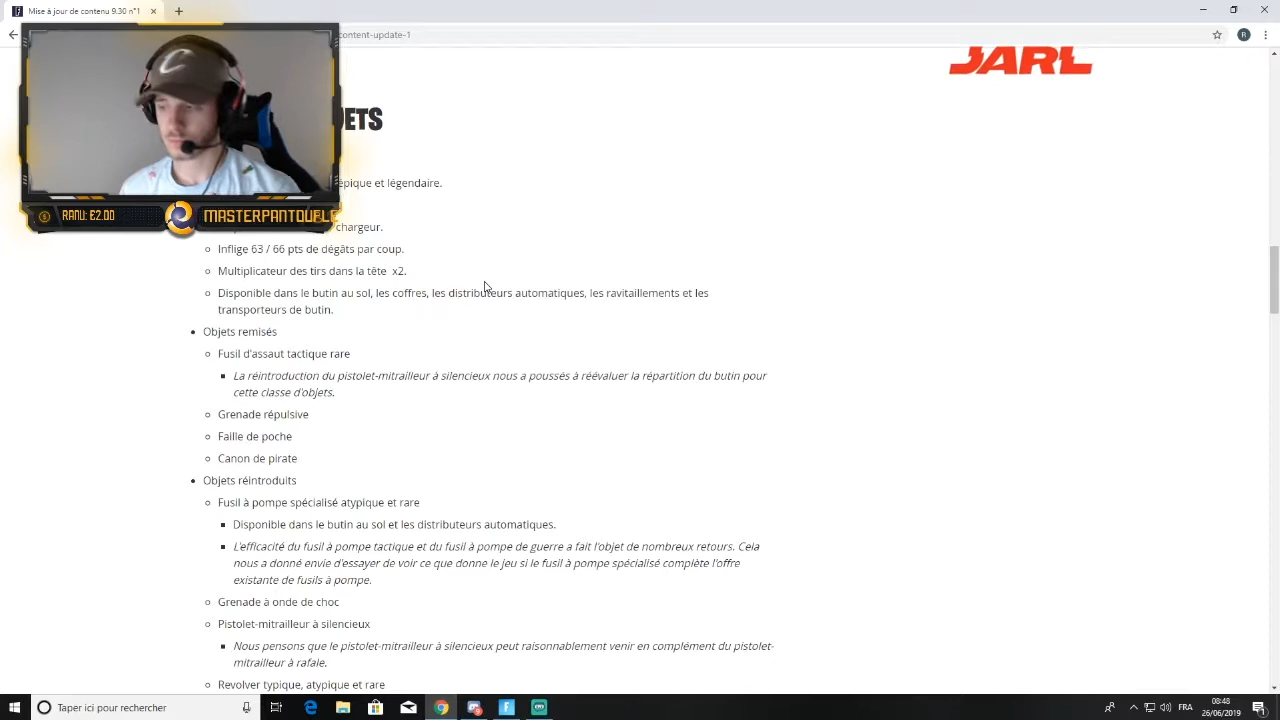 Mise à jour de contenu 9.30 n°1
content-update-1
JARL
ETS
épique et légendaire.
chargeur.
RANU: €2.00
MASTERPANTOUFLE
Inflige 63 / 66 pts de dégâts par coup.
Multiplicateur des tirs dans la tête x2.
Disponible dans le butin au sol, les coffres, les distributeurs automatiques, les ravitaillements et les
transporteurs de butin.
Objets remisés
Fusil d'assaut tactique rare
La réintroduction du pistolet-mitrailleur à silencieux nous a poussés à réévaluer la répartition du butin pour
cette classe d'objets.
Grenade répulsive
Faille de poche
Canon de pirate
Objets réintroduits
Fusil à pompe spécialisé atypique et rare
Disponible dans le butin au sol et les distributeurs automatiques.
L'efficacité du fusil à pompe tactique et du fusil à pompe de guerre a fait l'objet de nombreux retours. Cela
nous a donné envie d'essayer de voir ce que donne le jeu si le fusil à pompe spécialisé complète l'offre
existante de fusils à pompe.
Grenade à onde de choc
Pistolet-mitrailleur à silencieux
Nous pensons que le pistolet-mitrailleur à silencieux peut raisonnablement venir en complément du pistolet-
mitrailleur à rafale.
Revolver typique, atypique et rare
Taper ici pour rechercher
FRA
08:48
26/06/2019